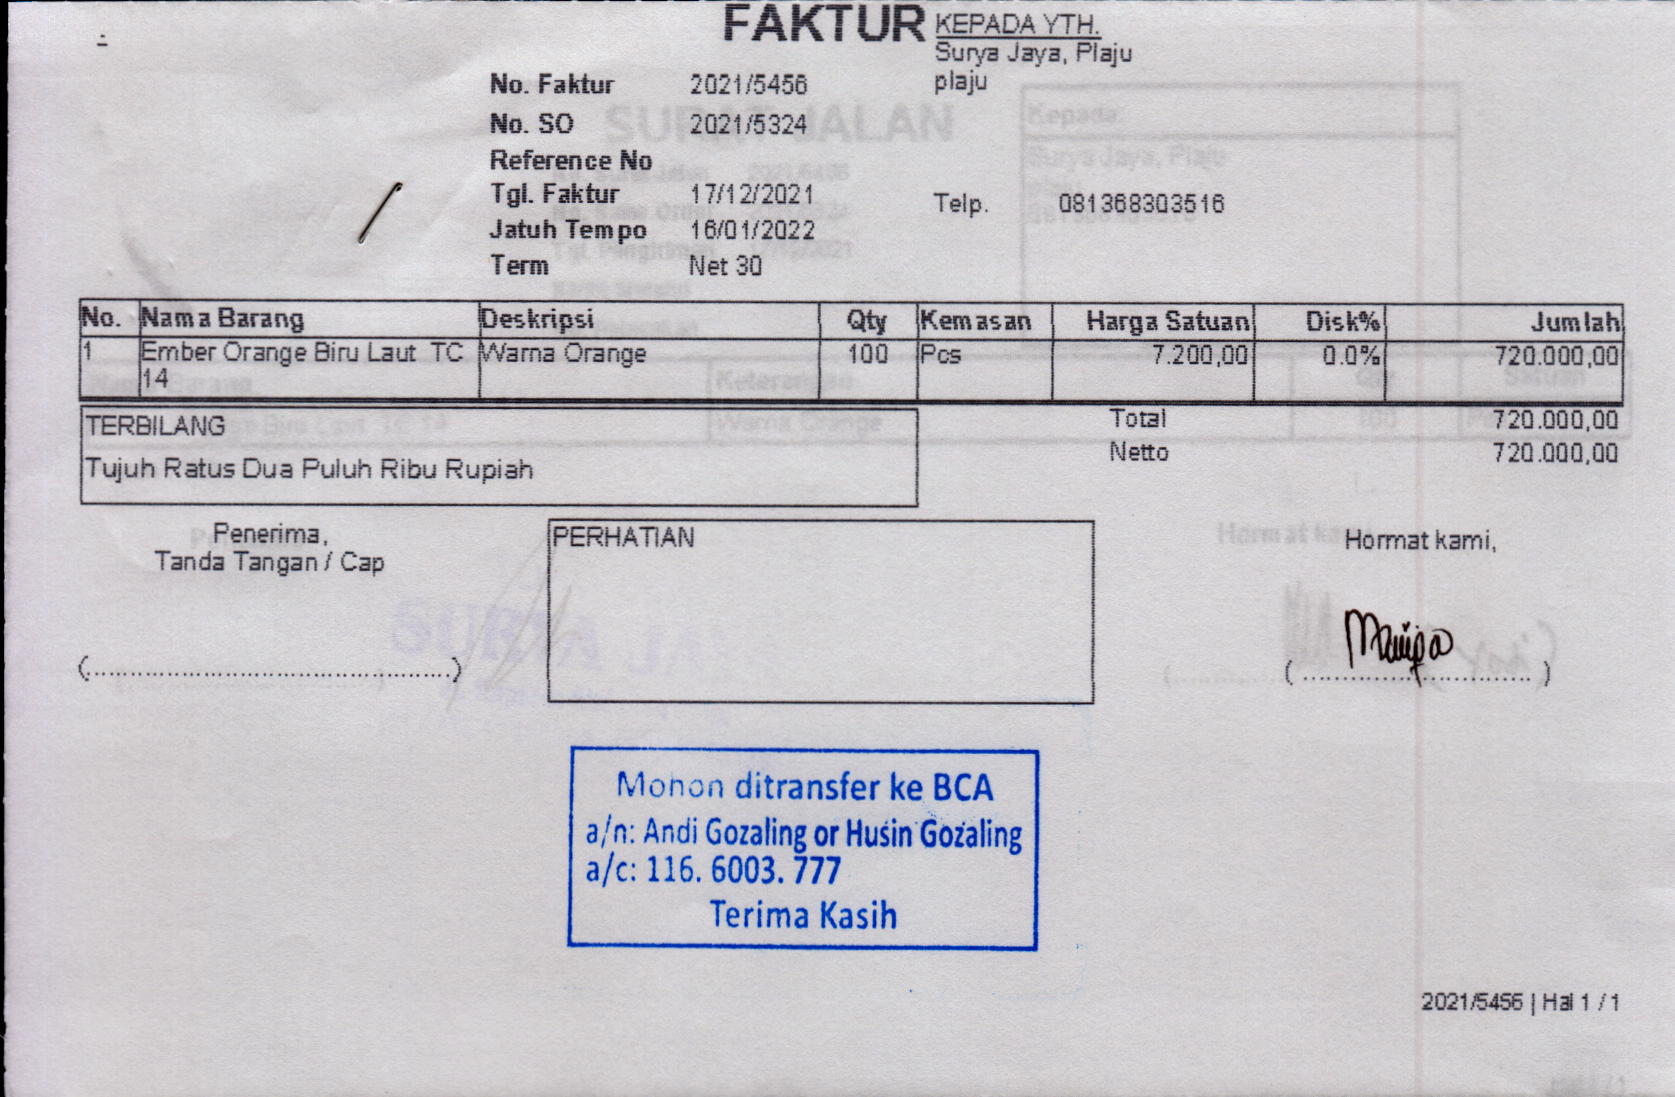 FAKTUR
KEPADA YTH.
Surya Jaya, Plaju
plaju
No. Faktur 2021/5456
No. SO 2021/5324
Reference No
Tgl. Faktur 17/12/2021
Telp. 081368303516
Jatuh Tempo 16/01/2022
Term Net 30
No. Nama Barang Deskripsi Qty Kemasan Harga Satuan Disk% Jumlah
1 Ember Orange Biru Laut TC 14 Warna Orange 100 Pcs 7.200,00 0.0% 720.000,00
TERBILANG
Tujuh Ratus Dua Puluh Ribu Rupiah
Total 720.000,00
Netto 720.000,00
Penerima,
Tanda Tangan / Cap
PERHATIAN
Hormat kami,
Mohon ditransfer ke BCA
a/n: Andi Gozaling or Husin Gozaling
a/c: 116. 6003. 777
Terima Kasih
2021/5456 | Hal 1 / 1